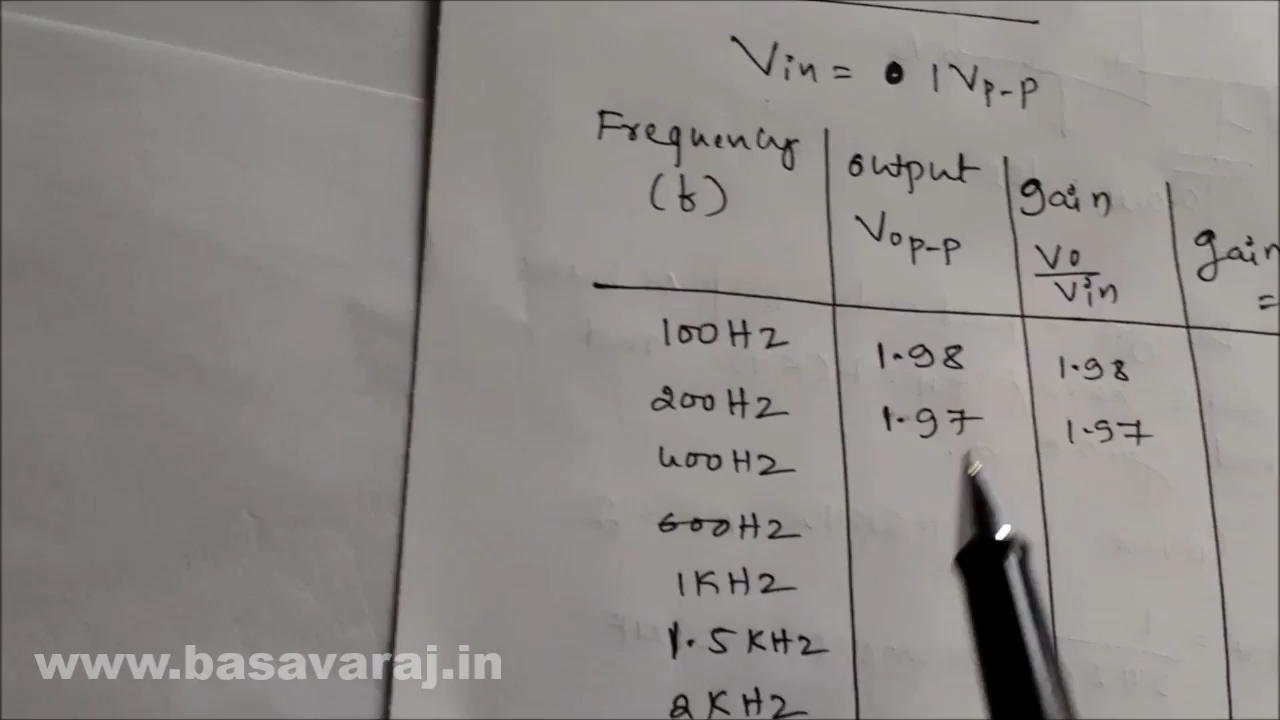 Vin = 1Vp-p
Frequency output gain gain
(f) Vop-p Vo/Vin =
100Hz 1.98 1.98
200Hz 1.97 1.97
400Hz
600Hz
1KHz
1.5KHz
2KHz
www.basavaraj.in